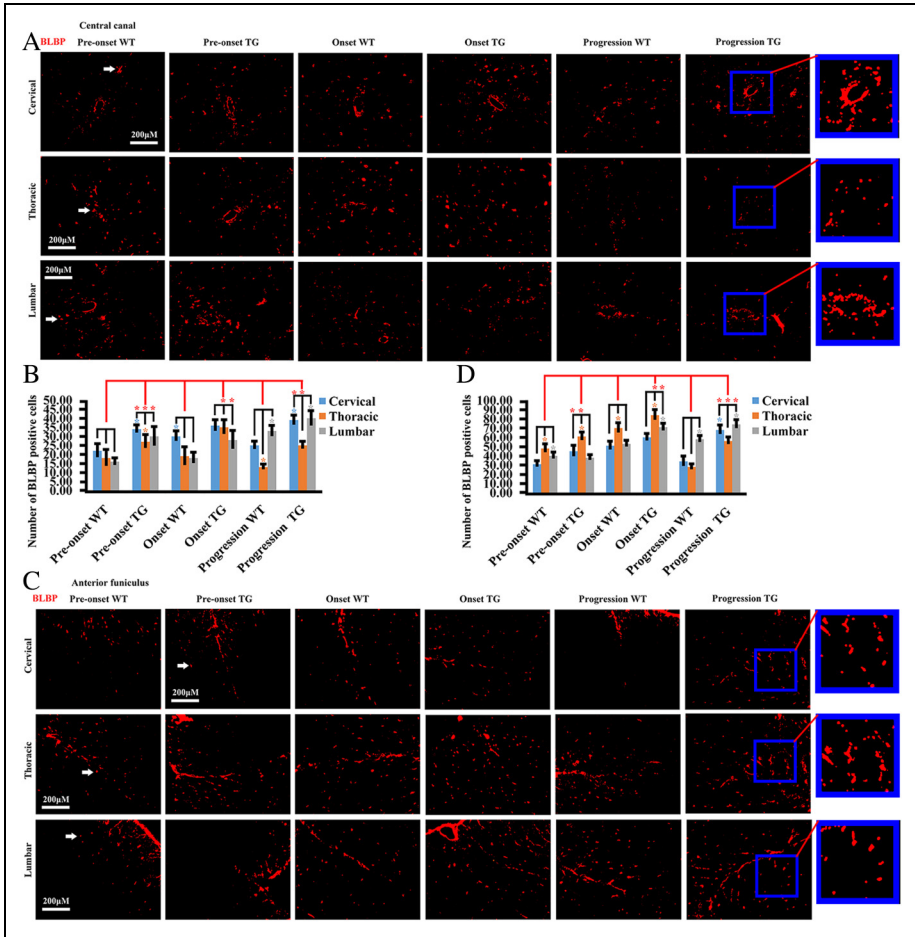 Central canal
A BLBP Pre-onset WT Pre-onset TG Onset WT Onset TG Progression WT Progression TG
Cervical
200μM
Thoracic
200μM
Lumbar
200μM
B
Number of BLBP positive cells
50.00
45.00
40.00
35.00
30.00
25.00
20.00
15.00
10.00
5.00
0.00
* * * * * * * * * * * * *
Cervical
Thoracic
Lumbar
Pre-onset WT Pre-onset TG Onset WT Onset TG Progression WT Progression TG
D
Number of BLBP positive cells
100.00
90.00
80.00
70.00
60.00
50.00
40.00
30.00
20.00
10.00
0.00
Cervical
Thoracic
Lumbar
Pre-onset WT Pre-onset TG Onset WT Onset TG Progression WT Progression TG
C
Anterior funiculus
BLBP Pre-onset WT Pre-onset TG Onset WT Onset TG Progression WT Progression TG
Cervical
200μM
Thoracic
200μM
Lumbar
200μM